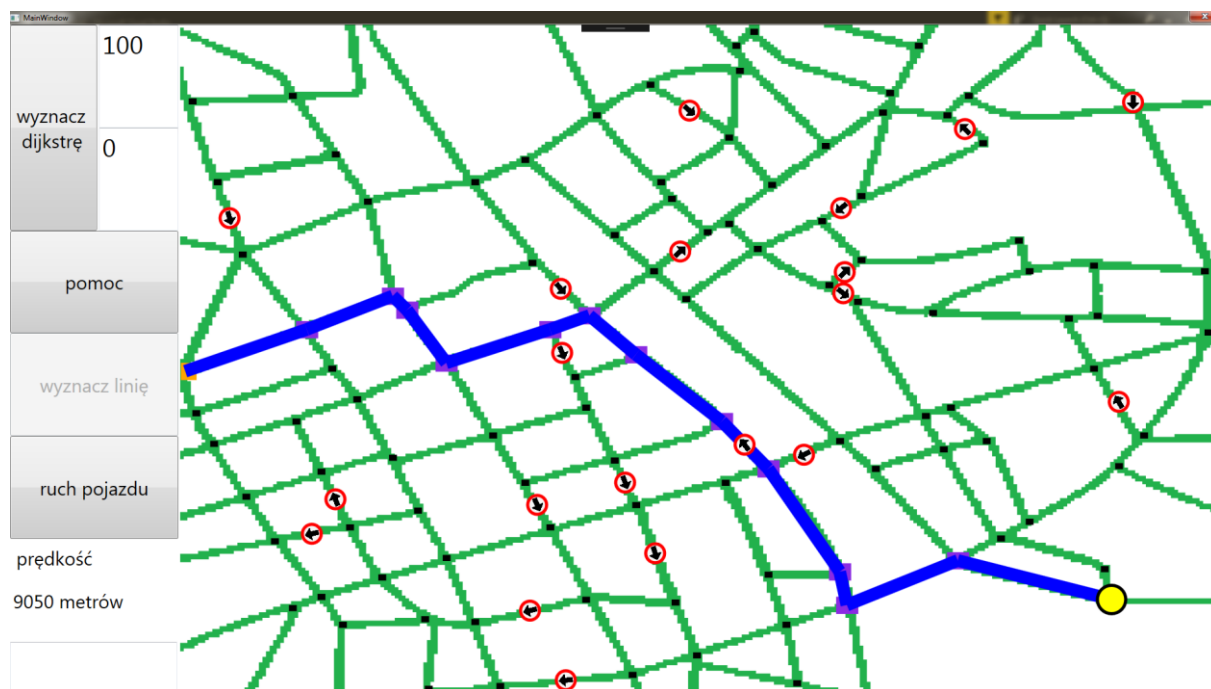 MainWindow
wyznacz
dijkstrę
100
0
pomoc
wyznacz linię
ruch pojazdu
prędkość
9050 metrów